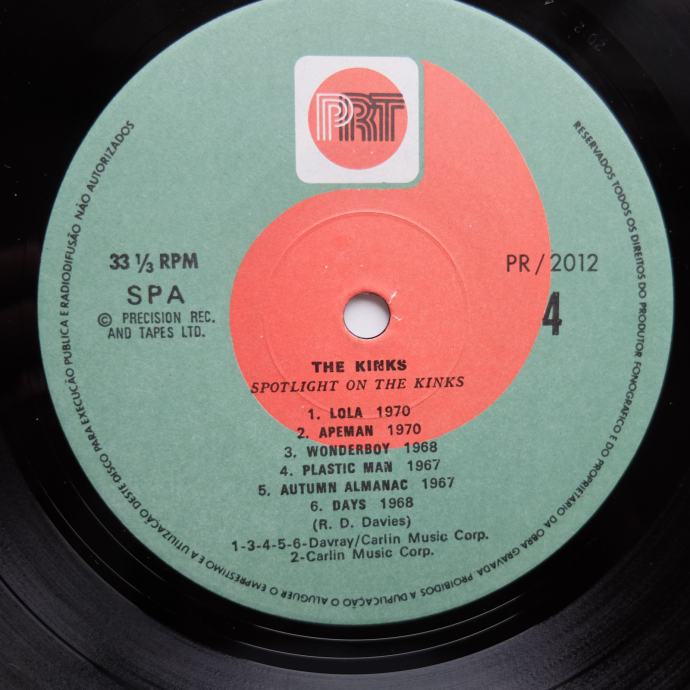 PRT
33 1/3 RPM
SPA
© PRECISION REC.
AND TAPES LTD.
PR/2012
4
THE KINKS
SPOTLIGHT ON THE KINKS
1. LOLA 1970
2. APEMAN 1970
3. WONDERBOY 1968
4. PLASTIC MAN 1967
5. AUTUMN ALMANAC 1967
6. DAYS 1968
(R. D. Davies)
1-3-4-5-6-Davray/Carlin Music Corp.
2-Carlin Music Corp.
RESERVADOS TODOS OS DIREITOS DO PRODUTOR FONOGRÁFICO E DO PROPRIETÁRIO DA OBRA GRAVADA. PROIBIDOS A DUPLICAÇÃO O ALUGUER O EMPRÉSTIMO E A UTILIZAÇÃO DESTE DISCO PARA EXECUÇÃO PÚBLICA E RADIODIFUSÃO NÃO AUTORIZADOS